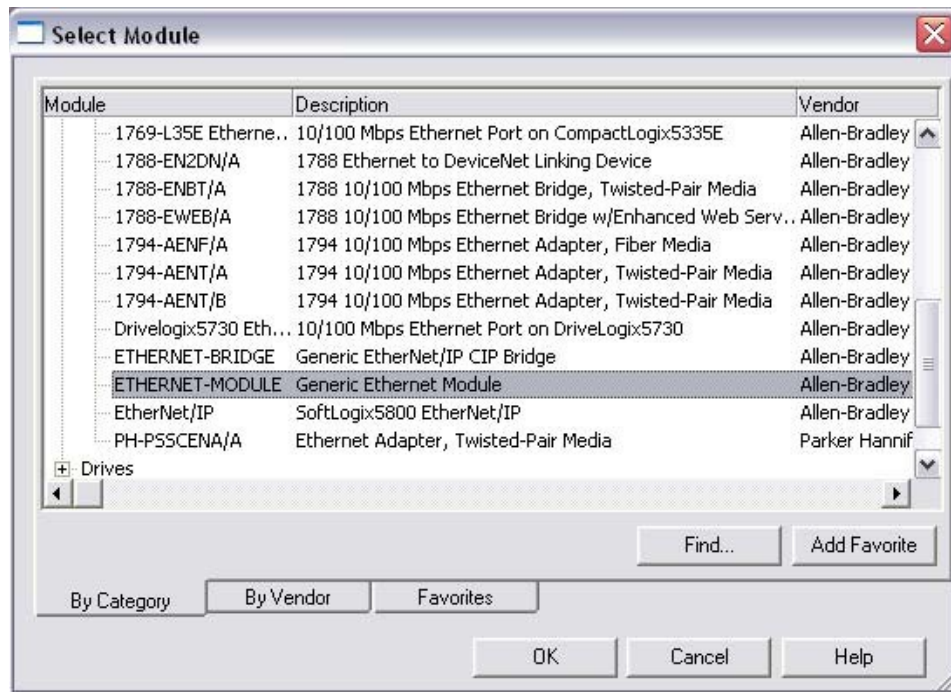 Select Module
Module Description Vendor
1769-L35E Etherne.. 10/100 Mbps Ethernet Port on CompactLogix5335E Allen-Bradley
1788-EN2DN/A 1788 Ethernet to DeviceNet Linking Device Allen-Bradley
1788-ENBT/A 1788 10/100 Mbps Ethernet Bridge, Twisted-Pair Media Allen-Bradley
1788-EWEB/A 1788 10/100 Mbps Ethernet Bridge w/Enhanced Web Serv.. Allen-Bradley
1794-AENF/A 1794 10/100 Mbps Ethernet Adapter, Fiber Media Allen-Bradley
1794-AENT/A 1794 10/100 Mbps Ethernet Adapter, Twisted-Pair Media Allen-Bradley
1794-AENT/B 1794 10/100 Mbps Ethernet Adapter, Twisted-Pair Media Allen-Bradley
Drivelogix5730 Eth... 10/100 Mbps Ethernet Port on DriveLogix5730 Allen-Bradley
ETHERNET-BRIDGE Generic EtherNet/IP CIP Bridge Allen-Bradley
ETHERNET-MODULE Generic Ethernet Module Allen-Bradley
EtherNet/IP SoftLogix5800 EtherNet/IP Allen-Bradley
PH-PSSCENA/A Ethernet Adapter, Twisted-Pair Media Parker Hannif
Drives
Find... Add Favorite
By Category By Vendor Favorites
OK Cancel Help